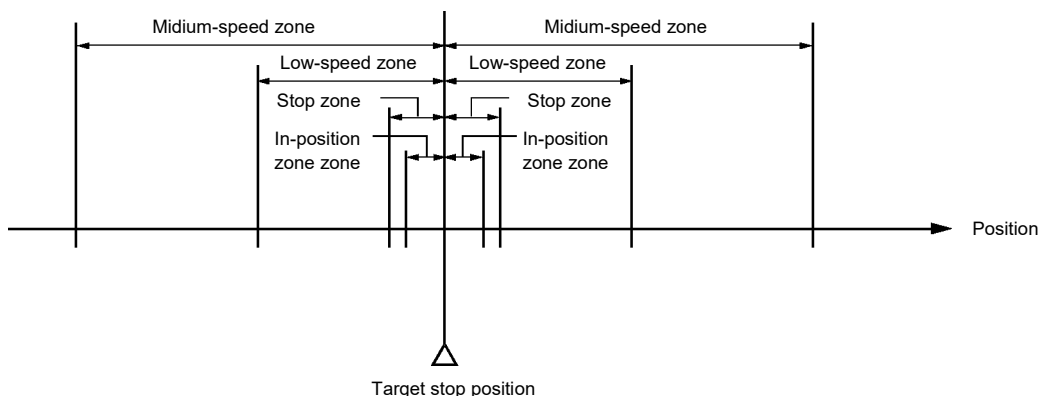 Midium-speed zone
Midium-speed zone
Low-speed zone
Low-speed zone
Stop zone
Stop zone
In-position
zone zone
In-position
zone zone
Position
Target stop position